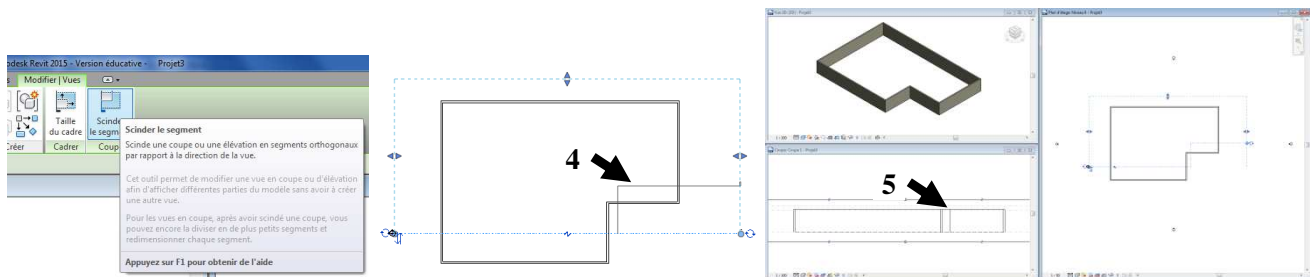 odesk Revit 2015 - Version éducative - Projet3
Modifier | Vues
Taille
du cadre
Scinder
le segm
Créer
Cadrer
Coup
Scinder le segment
Scinde une coupe ou une élévation en segments orthogonaux
par rapport à la direction de la vue.
Cet outil permet de modifier une vue en coupe ou d'élévation
afin d'afficher différentes parties du modèle sans avoir à créer
une autre vue.
Pour les vues en coupe, après avoir scindé une coupe, vous
pouvez encore la diviser en de plus petits segments et
redimensionner chaque segment.
Appuyez sur F1 pour obtenir de l'aide
4
5